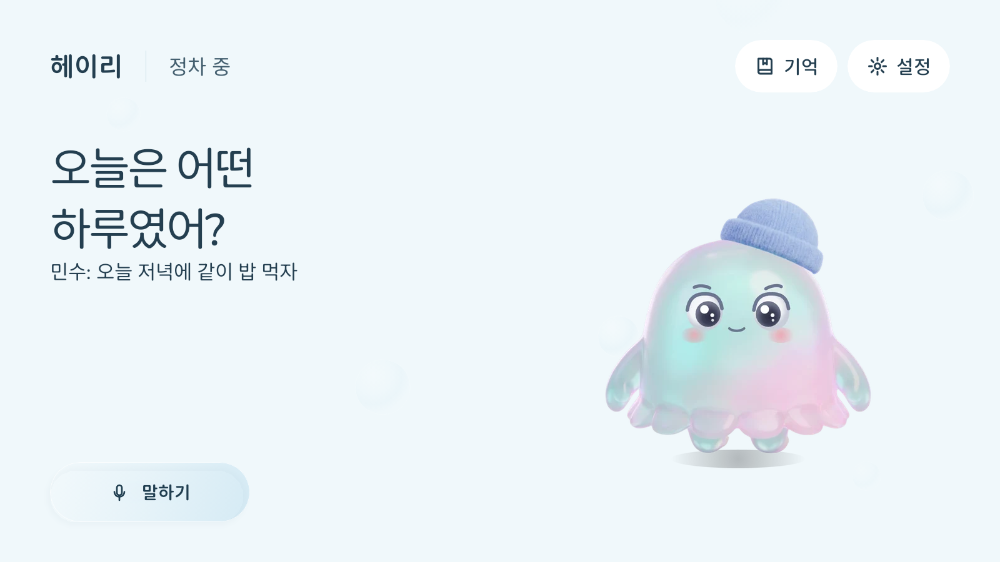 헤이리
정차 중
기억
설정
오늘은 어떤
하루였어?
민수: 오늘 저녁에 같이 밥 먹자
말하기